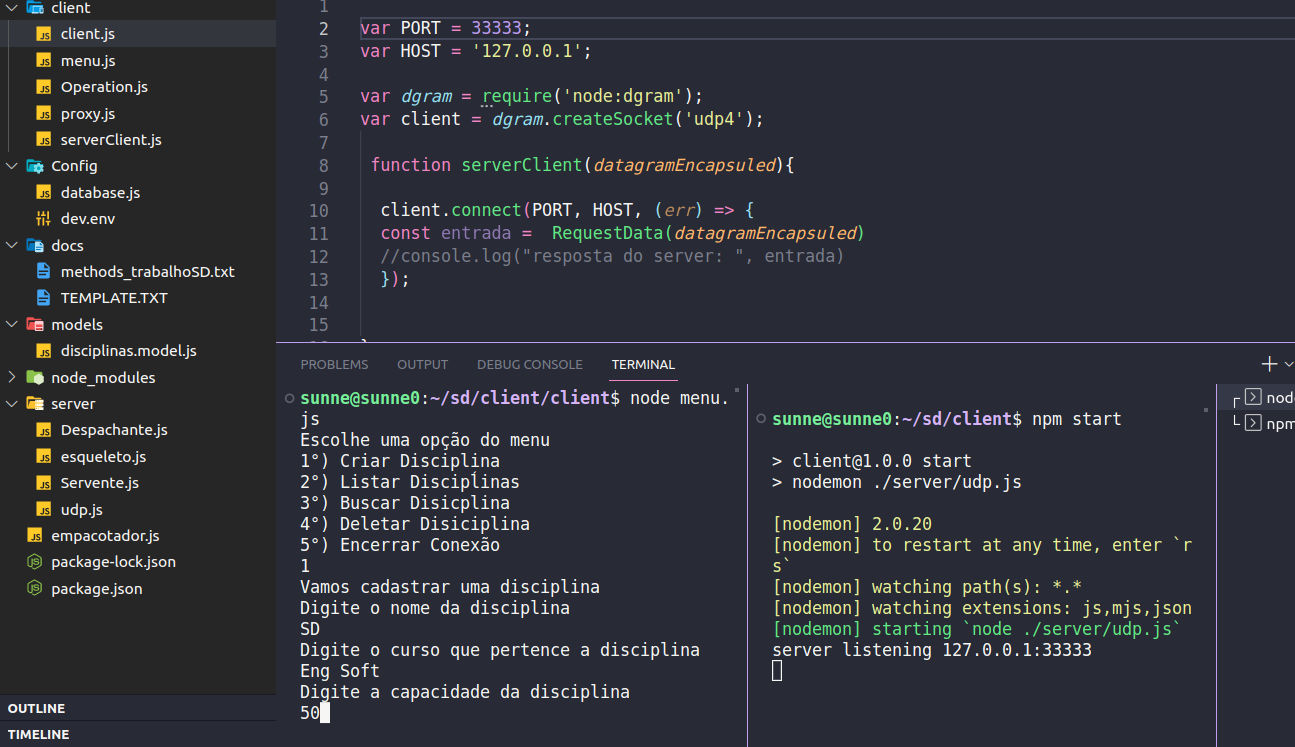 client
client.js
menu.js
Operation.js
proxy.js
serverClient.js
Config
database.js
dev.env
docs
methods_trabalhoSD.txt
TEMPLATE.TXT
models
disciplinas.model.js
node_modules
server
Despachante.js
esqueleto.js
Servente.js
udp.js
empacotador.js
package-lock.json
package.json
OUTLINE
TIMELINE
1
2 var PORT = 33333;
3 var HOST = '127.0.0.1';
4
5 var dgram = require('node:dgram');
6 var client = dgram.createSocket('udp4');
7
8 function serverClient(datagramEncapsuled){
9
10 client.connect(PORT, HOST, (err) => {
11 const entrada =  RequestData(datagramEncapsuled)
12 //console.log("resposta do server: ", entrada)
13 });
14
15
PROBLEMS OUTPUT DEBUG CONSOLE TERMINAL
sunne@sunne0:~/sd/client/client$ node menu.
js
Escolhe uma opção do menu
1°) Criar Disciplina
2°) Listar Disciplinas
3°) Buscar Disicplina
4°) Deletar Disiciplina
5°) Encerrar Conexão
1
Vamos cadastrar uma disciplina
Digite o nome da disciplina
SD
Digite o curso que pertence a disciplina
Eng Soft
Digite a capacidade da disciplina
50
sunne@sunne0:~/sd/client$ npm start
> client@1.0.0 start
> nodemon ./server/udp.js
[nodemon] 2.0.20
[nodemon] to restart at any time, enter `r
s`
[nodemon] watching path(s): *.*
[nodemon] watching extensions: js,mjs,json
[nodemon] starting `node ./server/udp.js`
server listening 127.0.0.1:33333
npm